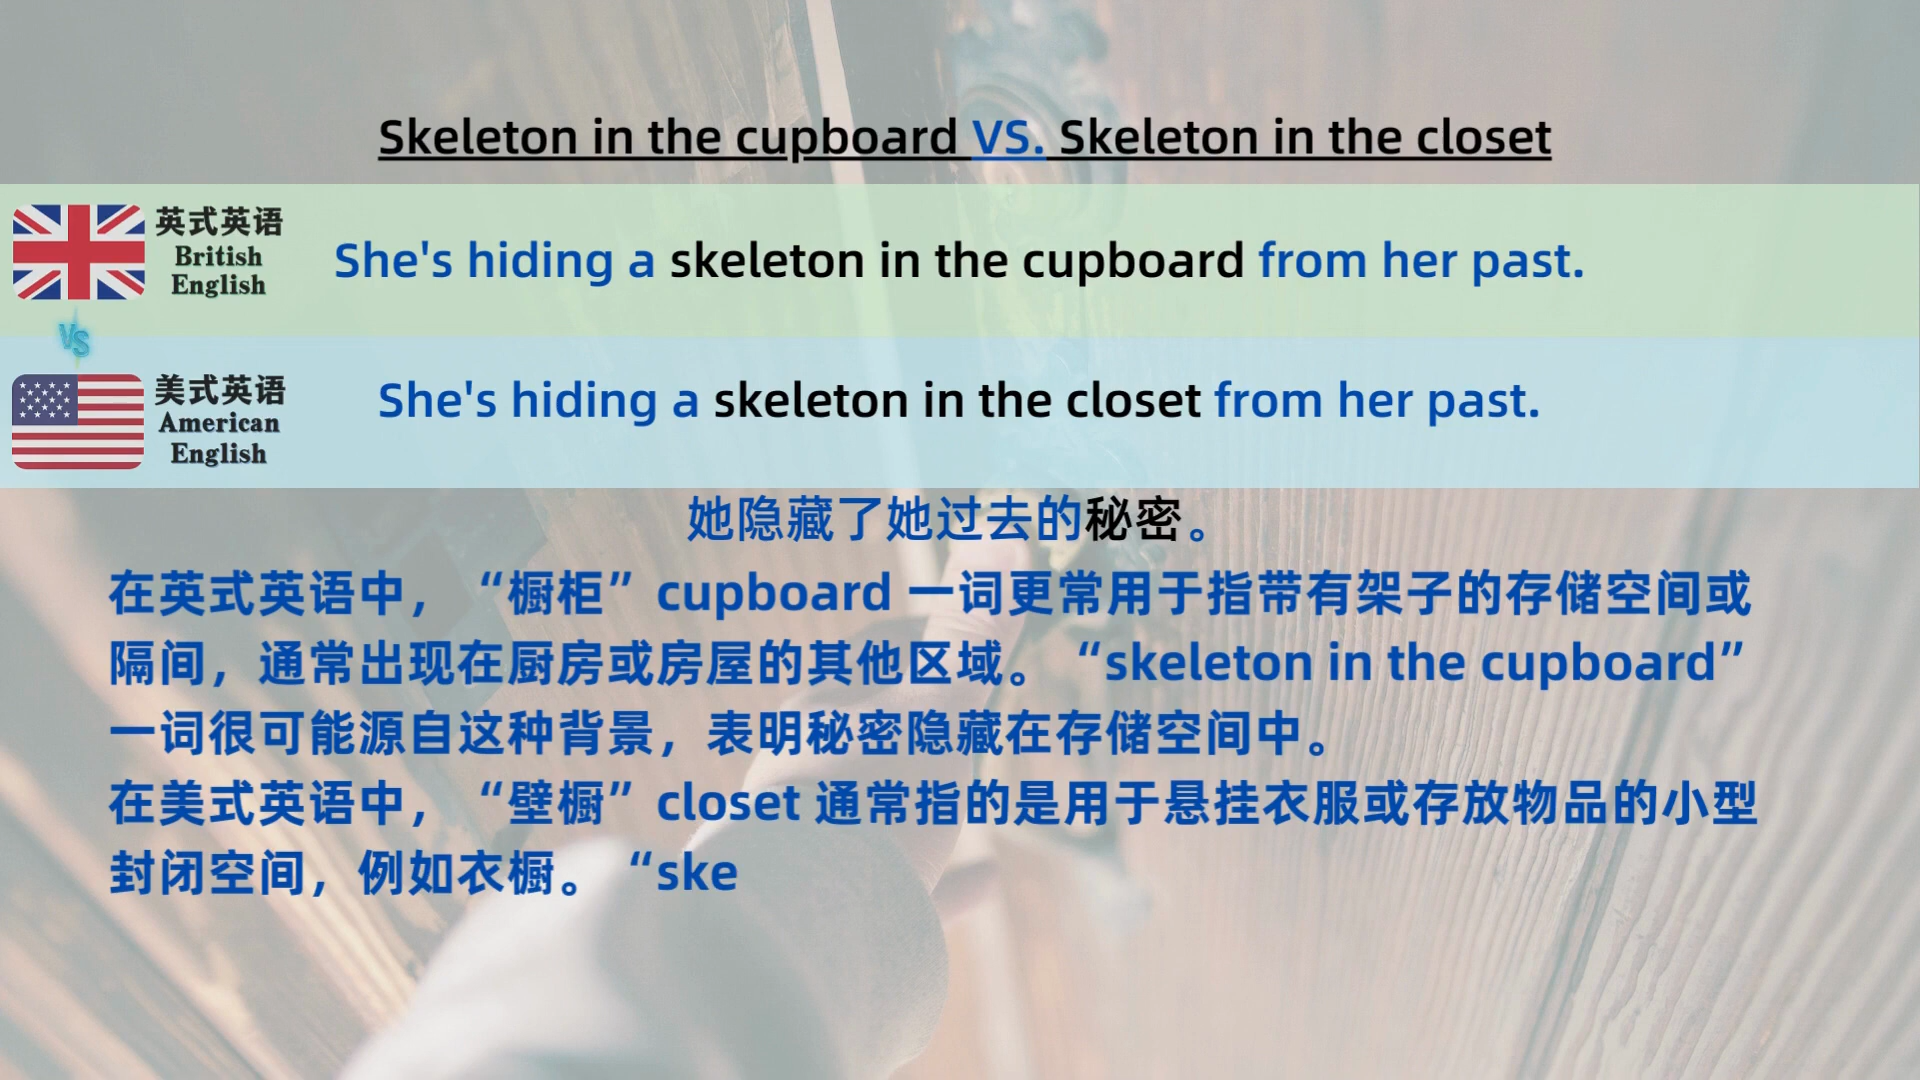 Skeleton in the cupboard VS. Skeleton in the closet
英式英语
British
English
She's hiding a skeleton in the cupboard from her past.
VS
美式英语
American
English
She's hiding a skeleton in the closet from her past.
她隐藏了她过去的秘密。
在英式英语中，“橱柜”cupboard 一词更常用于指带有架子的存储空间或
隔间，通常出现在厨房或房屋的其他区域。“skeleton in the cupboard”
一词很可能源自这种背景，表明秘密隐藏在存储空间中。
在美式英语中，“壁橱”closet 通常指的是用于悬挂衣服或存放物品的小型
封闭空间，例如衣橱。“ske